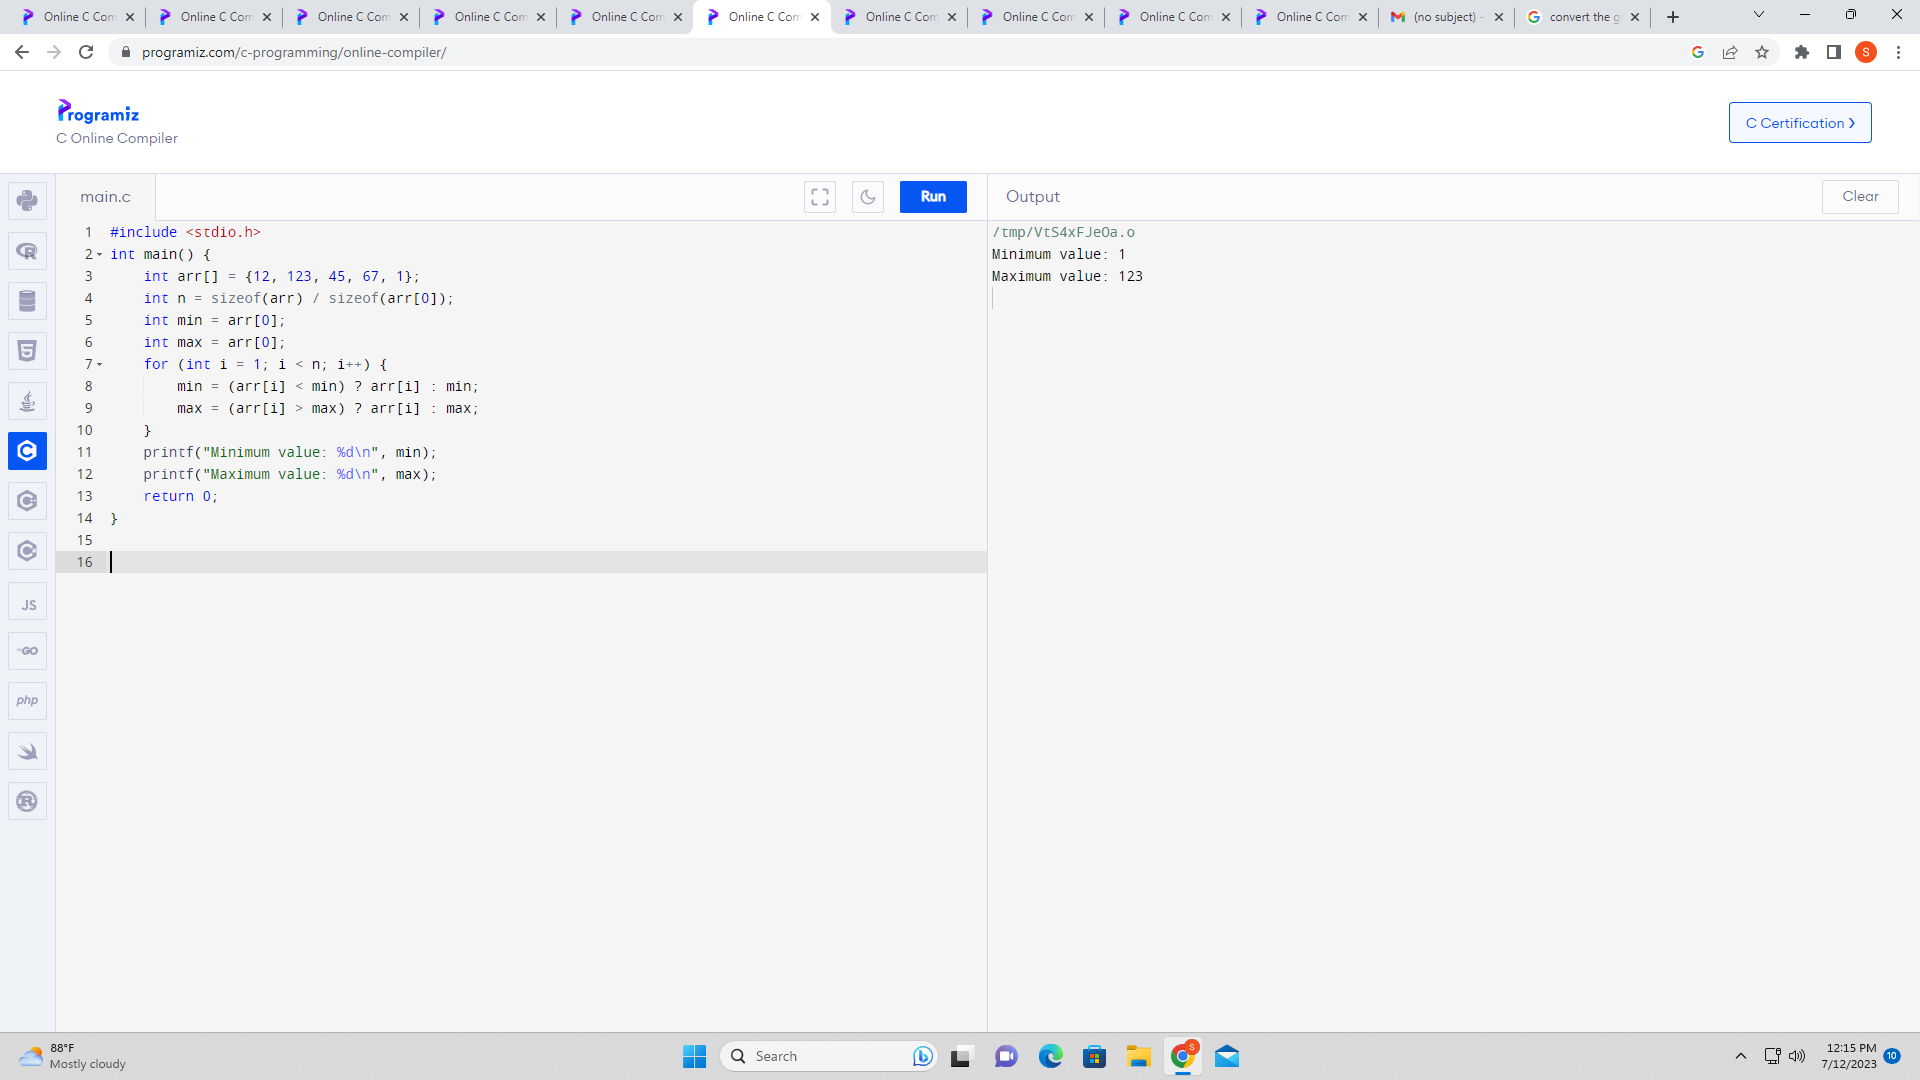 Online C Com
Online C Com
Online C Com
Online C Com
Online C Com
Online C Com
Online C Com
Online C Com
Online C Com
Online C Com
(no subject) -
convert the g
programiz.com/c-programming/online-compiler/
S
Programiz
C Online Compiler
C Certification
main.c
Run
Output
Clear
1 #include <stdio.h>
2 int main() {
3 int arr[] = {12, 123, 45, 67, 1};
4 int n = sizeof(arr) / sizeof(arr[0]);
5 int min = arr[0];
6 int max = arr[0];
7 for (int i = 1; i < n; i++) {
8 min = (arr[i] < min) ? arr[i] : min;
9 max = (arr[i] > max) ? arr[i] : max;
10 }
11 printf("Minimum value: %d\n", min);
12 printf("Maximum value: %d\n", max);
13 return 0;
14 }
15
16
/tmp/VtS4xFJeOa.o
Minimum value: 1
Maximum value: 123
JS
GO
php
88°F
Mostly cloudy
Search
S
12:15 PM
7/12/2023
10